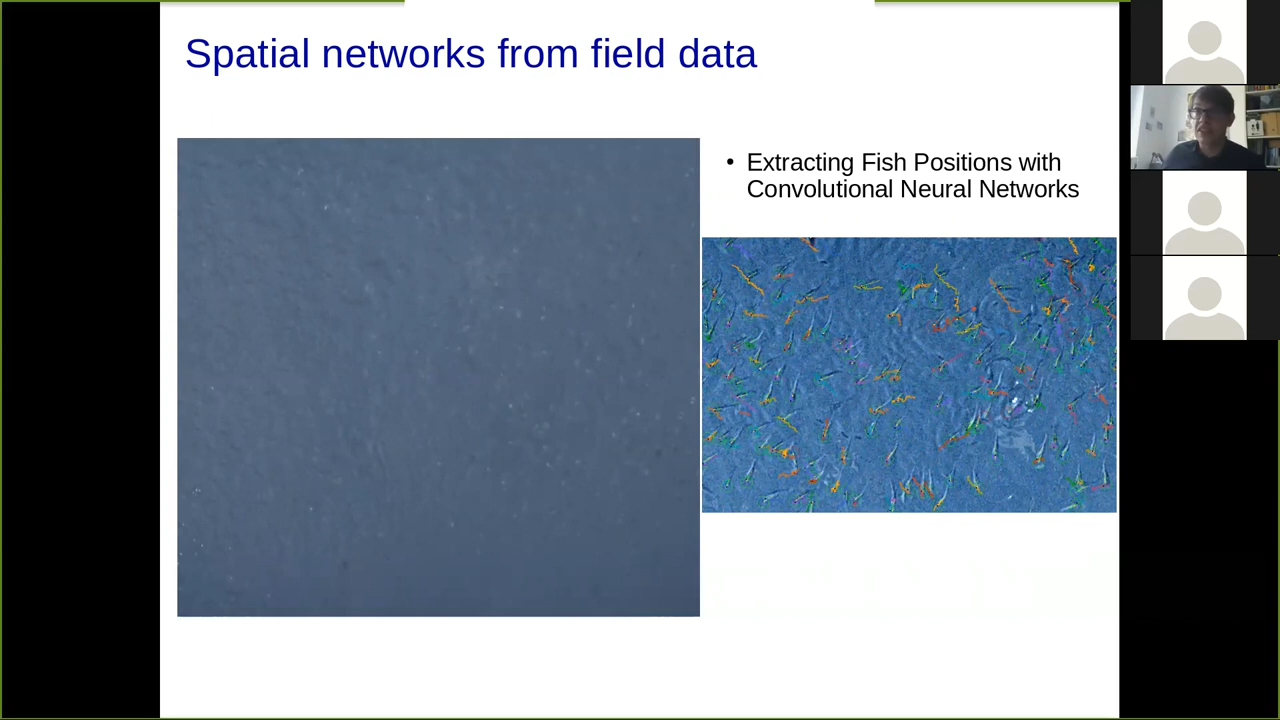 Spatial networks from field data
• Extracting Fish Positions with
Convolutional Neural Networks